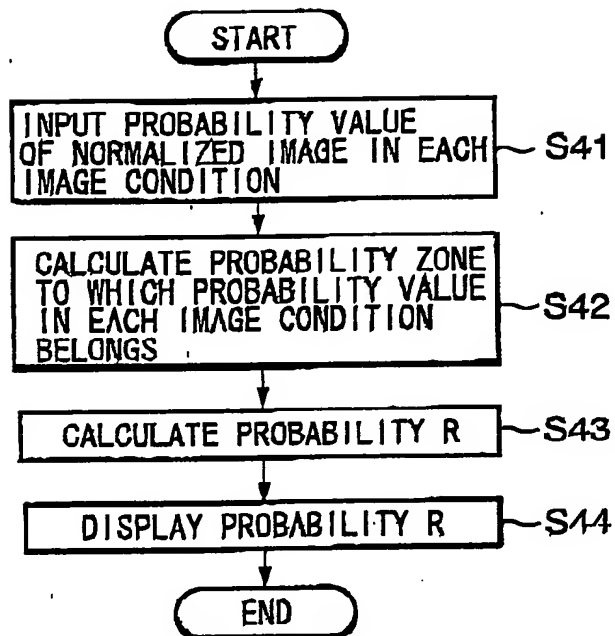 START
INPUT PROBABILITY VALUE
OF NORMALIZED IMAGE IN EACH
IMAGE CONDITION
S41
CALCULATE PROBABILITY ZONE
TO WHICH PROBABILITY VALUE
IN EACH IMAGE CONDITION
BELONGS
S42
CALCULATE PROBABILITY R
S43
DISPLAY PROBABILITY R
S44
END